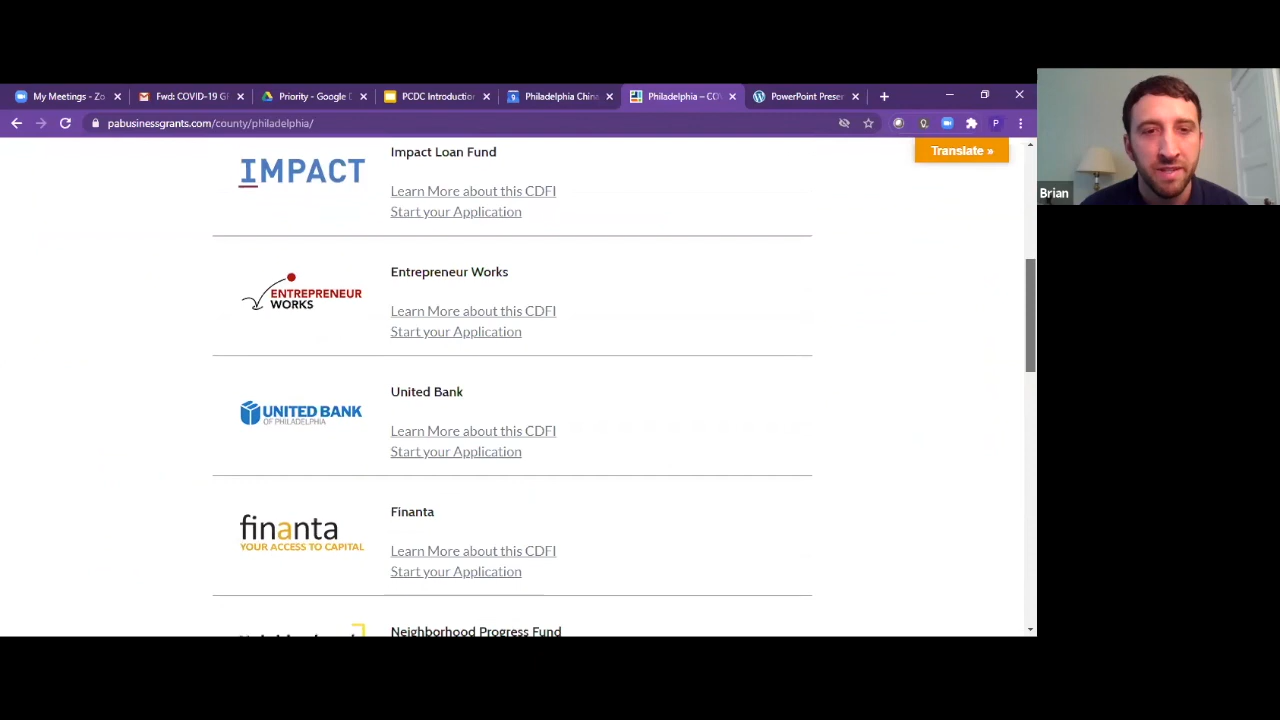 My Meetings - Zo
Fwd: COVID-19 G
Priority - Google D
PCDC Introduction
Philadelphia China
Philadelphia – CO
PowerPoint Preser
pabusinessgrants.com/county/philadelphia/
P
Translate »
Brian
IMPACT
Impact Loan Fund
Learn More about this CDFI
Start your Application
ENTREPRENEUR
WORKS
Entrepreneur Works
Learn More about this CDFI
Start your Application
UNITED BANK
OF PHILADELPHIA
United Bank
Learn More about this CDFI
Start your Application
finanta
YOUR ACCESS TO CAPITAL
Finanta
Learn More about this CDFI
Start your Application
Neighborhood Progress Fund